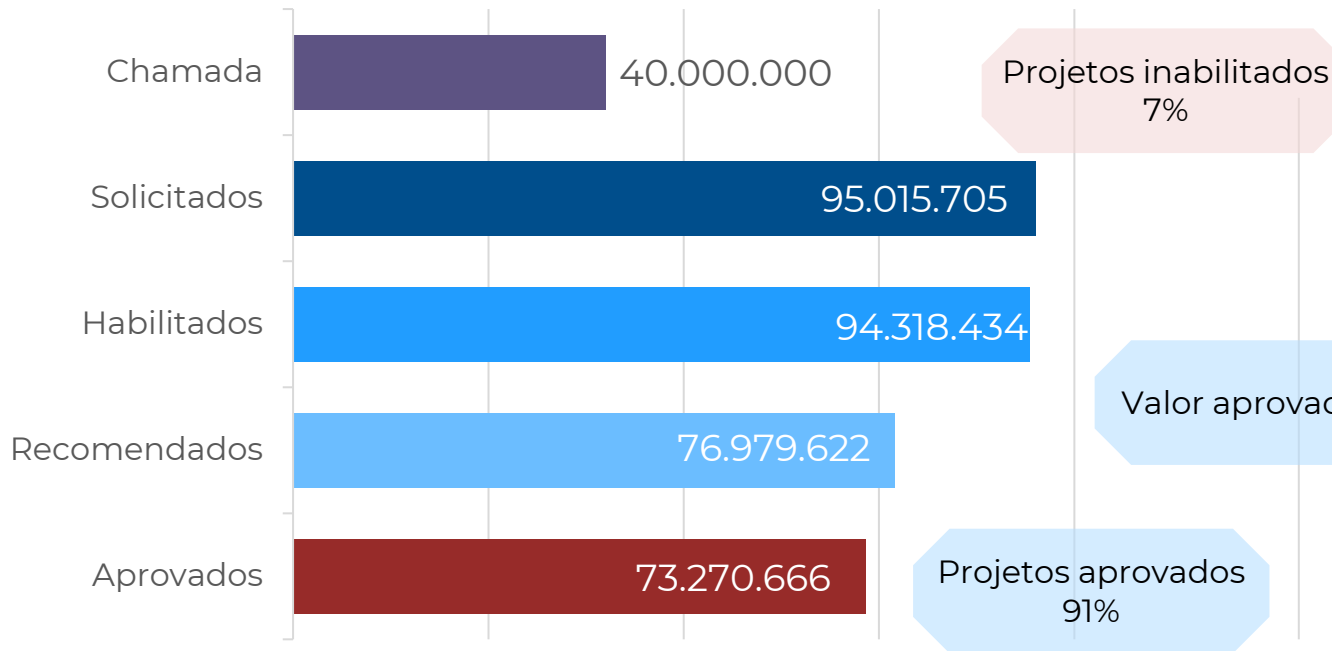 Chamada
40.000.000
Projetos inabilitados
7%
Solicitados
95.015.705
Habilitados
94.318.434
Valor
Recomendados
76.979.622
Aprovados
73.270.666
Projetos aprovados
91%